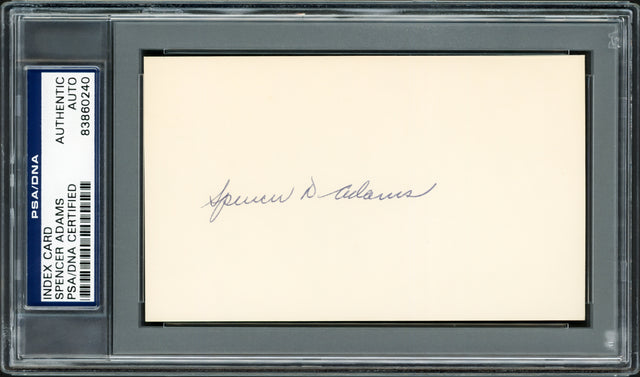 PSA/DNA
INDEX CARD
SPENCER ADAMS
PSA/DNA CERTIFIED
AUTHENTIC
AUTO
83860240
Spencer D Adams